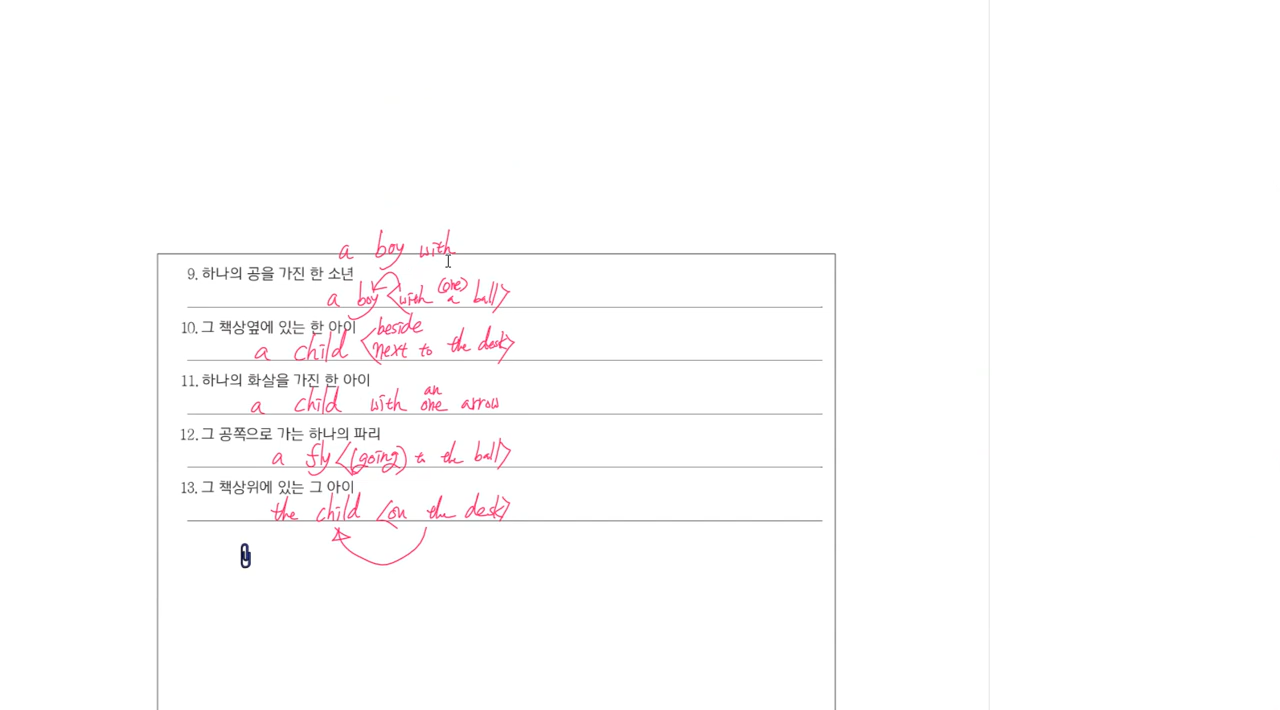 a boy with
9. 하나의 공을 가진 한 소년
a boy <with (one) a ball>
10. 그 책상옆에 있는 한 아이
beside
a child <next to the desk>
11. 하나의 화살을 가진 한 아이
an
a child with one arrow
12. 그 공쪽으로 가는 하나의 파리
a fly <(going) to the ball>
13. 그 책상위에 있는 그 아이
the child <on the desk>